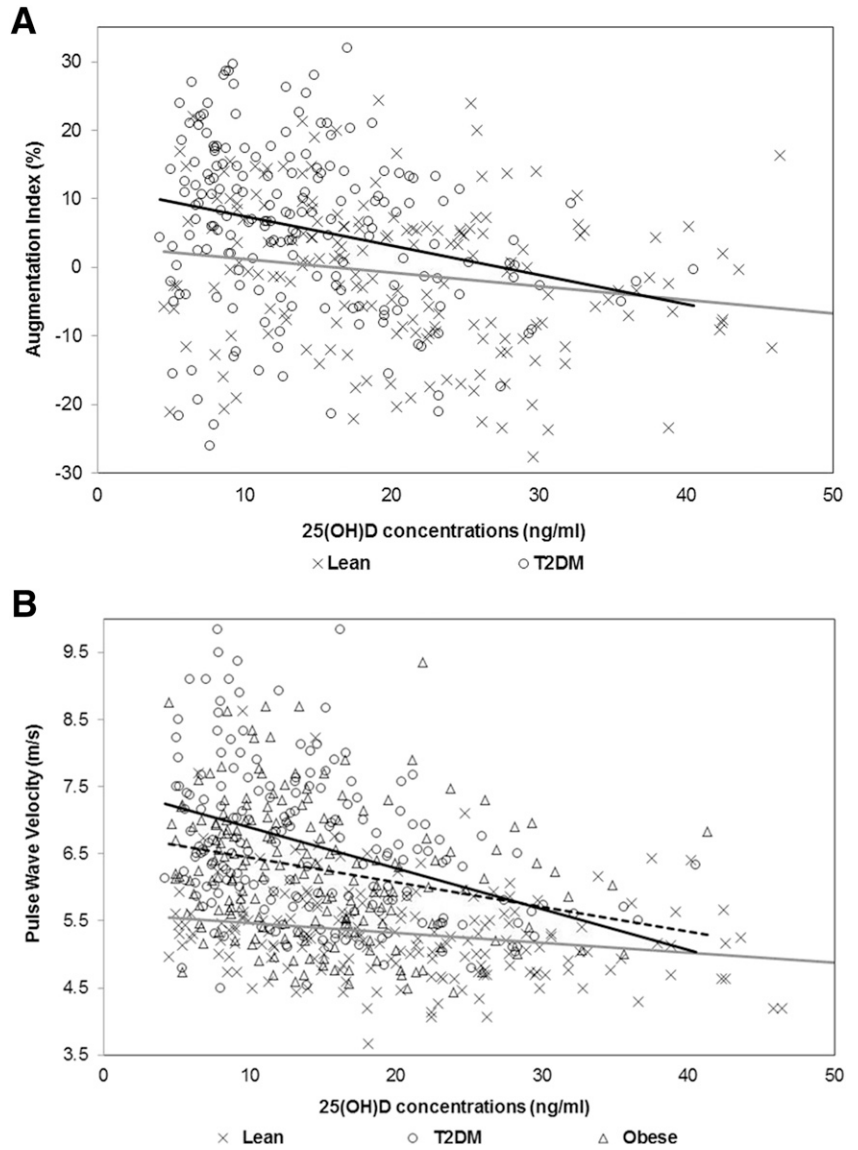 A
Augmentation Index (%)
30
20
10
0
-10
-20
-30
0 10 20 30 40 50
25(OH)D concentrations (ng/ml)
Lean T2DM
B
Pulse Wave Velocity (m/s)
9.5
8.5
7.5
6.5
5.5
4.5
3.5
0 10 20 30 40 50
25(OH)D concentrations (ng/ml)
Lean T2DM Obese